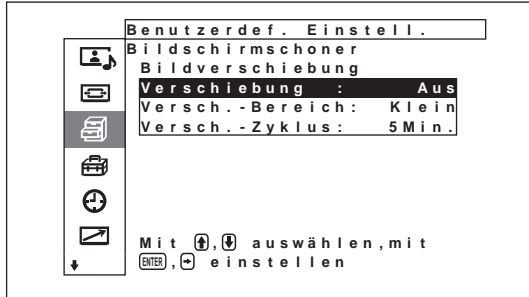 Benutzerdef. Einstell.
Bildschirmschoner
Bildverschiebung
Verschiebung : Aus
Versch.-Bereich: Klein
Versch.-Zyklus: 5Min.
Mit ↑,↓ auswählen,mit
ENTER,→ einstellen